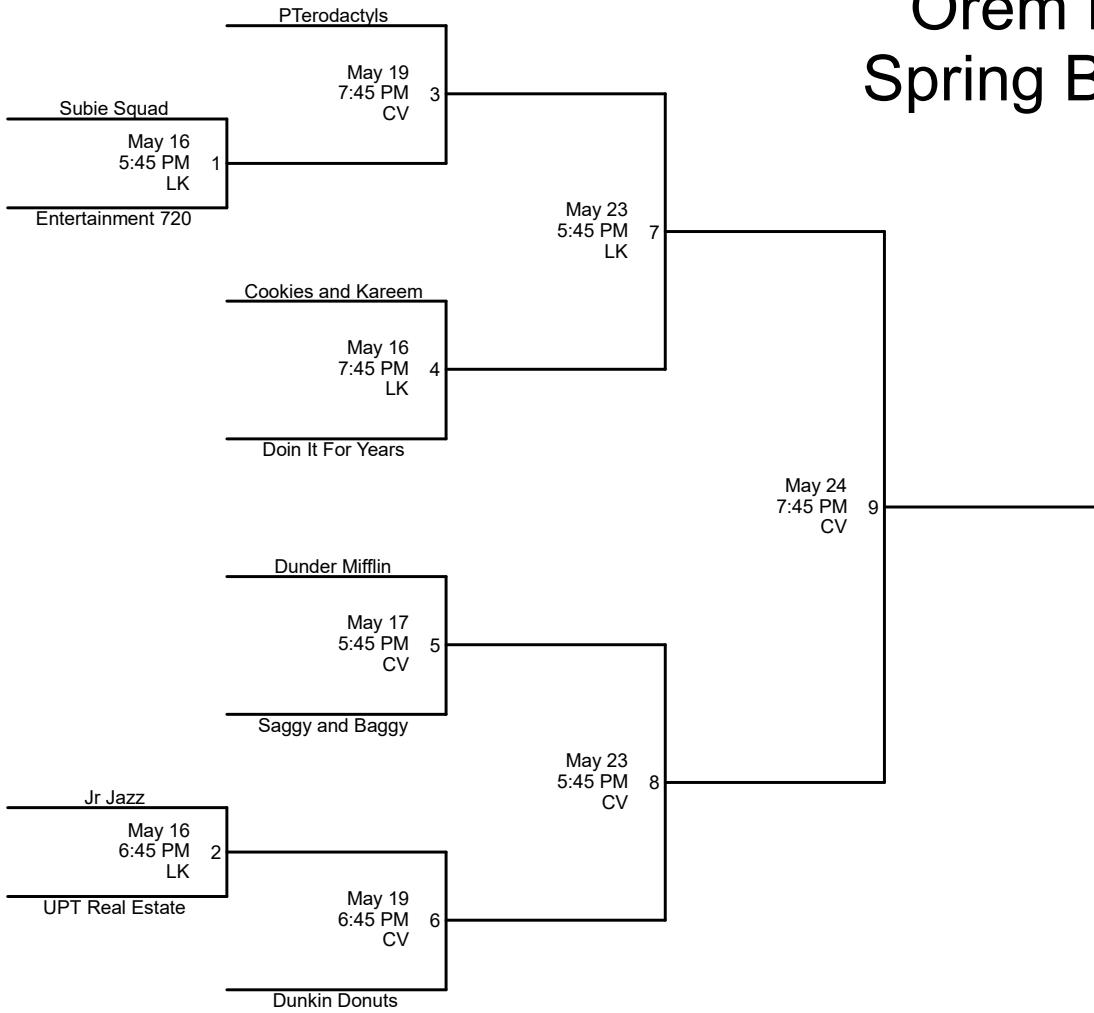 Orem
Spring B
PTerodactyls
May 19
7:45 PM
CV
3
Subie Squad
May 16
5:45 PM
LK
1
Entertainment 720
May 23
5:45 PM
LK
7
Cookies and Kareem
May 16
7:45 PM
LK
4
Doin It For Years
May 24
7:45 PM
CV
9
Dunder Mifflin
May 17
5:45 PM
CV
5
Saggy and Baggy
May 23
5:45 PM
CV
8
Jr Jazz
May 16
6:45 PM
LK
2
UPT Real Estate
May 19
6:45 PM
CV
6
Dunkin Donuts